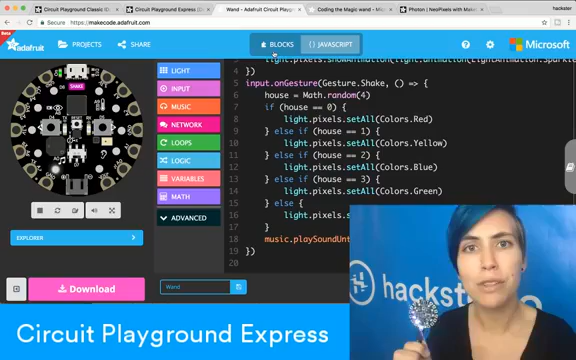 Circuit Playground Classic (D
Circuit Playground Express (D
Wand - Adafruit Circuit Playg
Coding the Magic wand -
Photon | NeoPixels with Make
hackster
https://makecode.adafruit.com
Beta
adafruit
PROJECTS
SHARE
BLOCKS
{} JAVASCRIPT
Microsoft
SHAKE
LIGHT
INPUT
MUSIC
NETWORK
LOOPS
LOGIC
VARIABLES
MATH
ADVANCED
4 })
5 input.onGesture(Gesture.Shake, () => {
6 house = Math.random(4)
7 if (house == 0) {
8 light.pixels.setAll(Colors.Red)
9 } else if (house == 1) {
10 light.pixels.setAll(Colors.Yellow)
11 } else if (house == 2) {
12 light.pixels.setAll(Colors.Blue)
13 } else if (house == 3) {
14 light.pixels.setAll(Colors.Green)
15 } else {
16 light.pixels.s
17 }
18 music.playSoundUnt
19 })
20
EXPLORER
Download
Wand
hackst
Circuit Playground Express